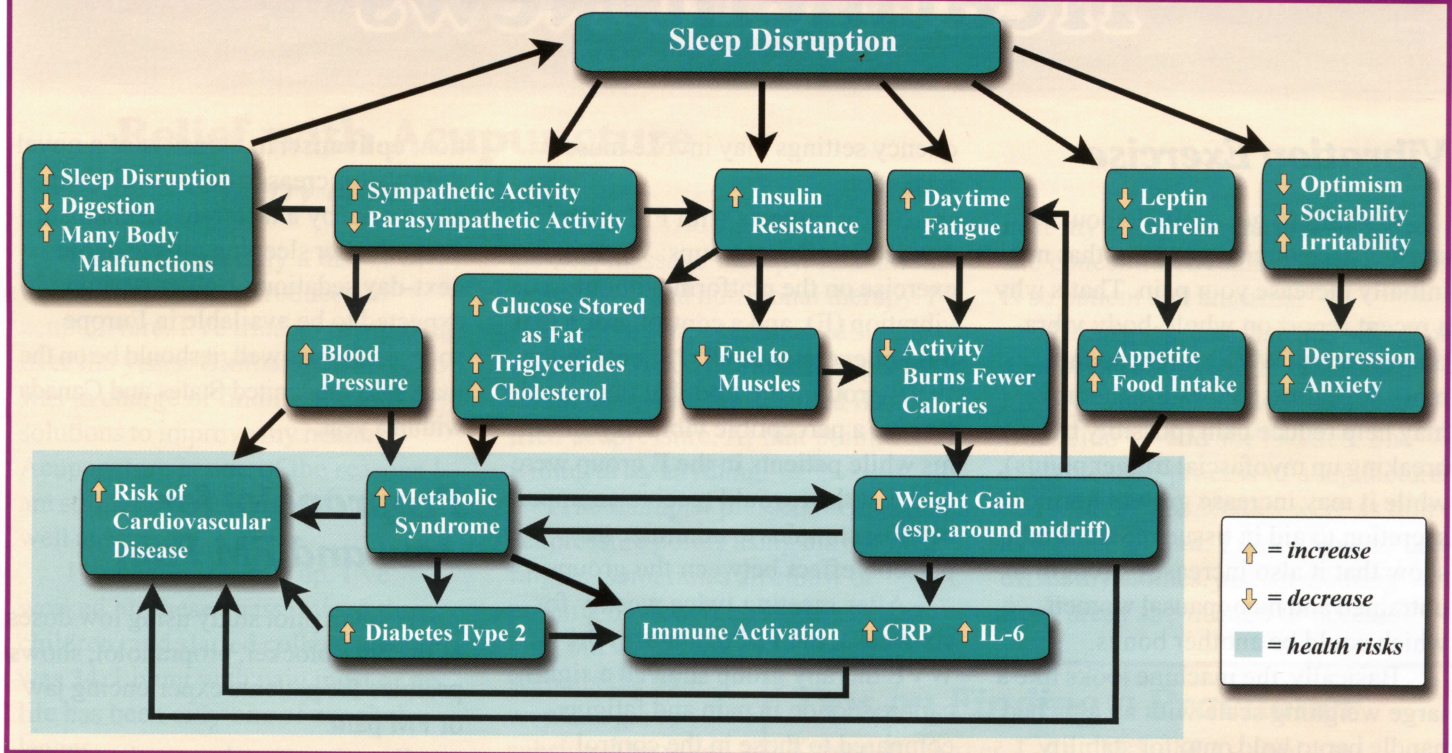 Sleep Disruption
↑ Sleep Disruption
↓ Digestion
↑ Many Body
Malfunctions
↑ Sympathetic Activity
↓ Parasympathetic Activity
↑ Insulin
Resistance
↑ Daytime
Fatigue
↓ Leptin
↑ Ghrelin
↓ Optimism
↓ Sociability
↑ Irritability
↑ Blood
Pressure
↑ Glucose Stored
as Fat
↑ Triglycerides
↑ Cholesterol
↓ Fuel to
Muscles
↓ Activity
Burns Fewer
Calories
↑ Appetite
↑ Food Intake
↑ Depression
↑ Anxiety
↑ Risk of
Cardiovascular
Disease
↑ Metabolic
Syndrome
↑ Weight Gain
(esp. around midriff)
↑ Diabetes Type 2
Immune Activation ↑ CRP ↑ IL-6
↑ = increase
↓ = decrease
= health risks